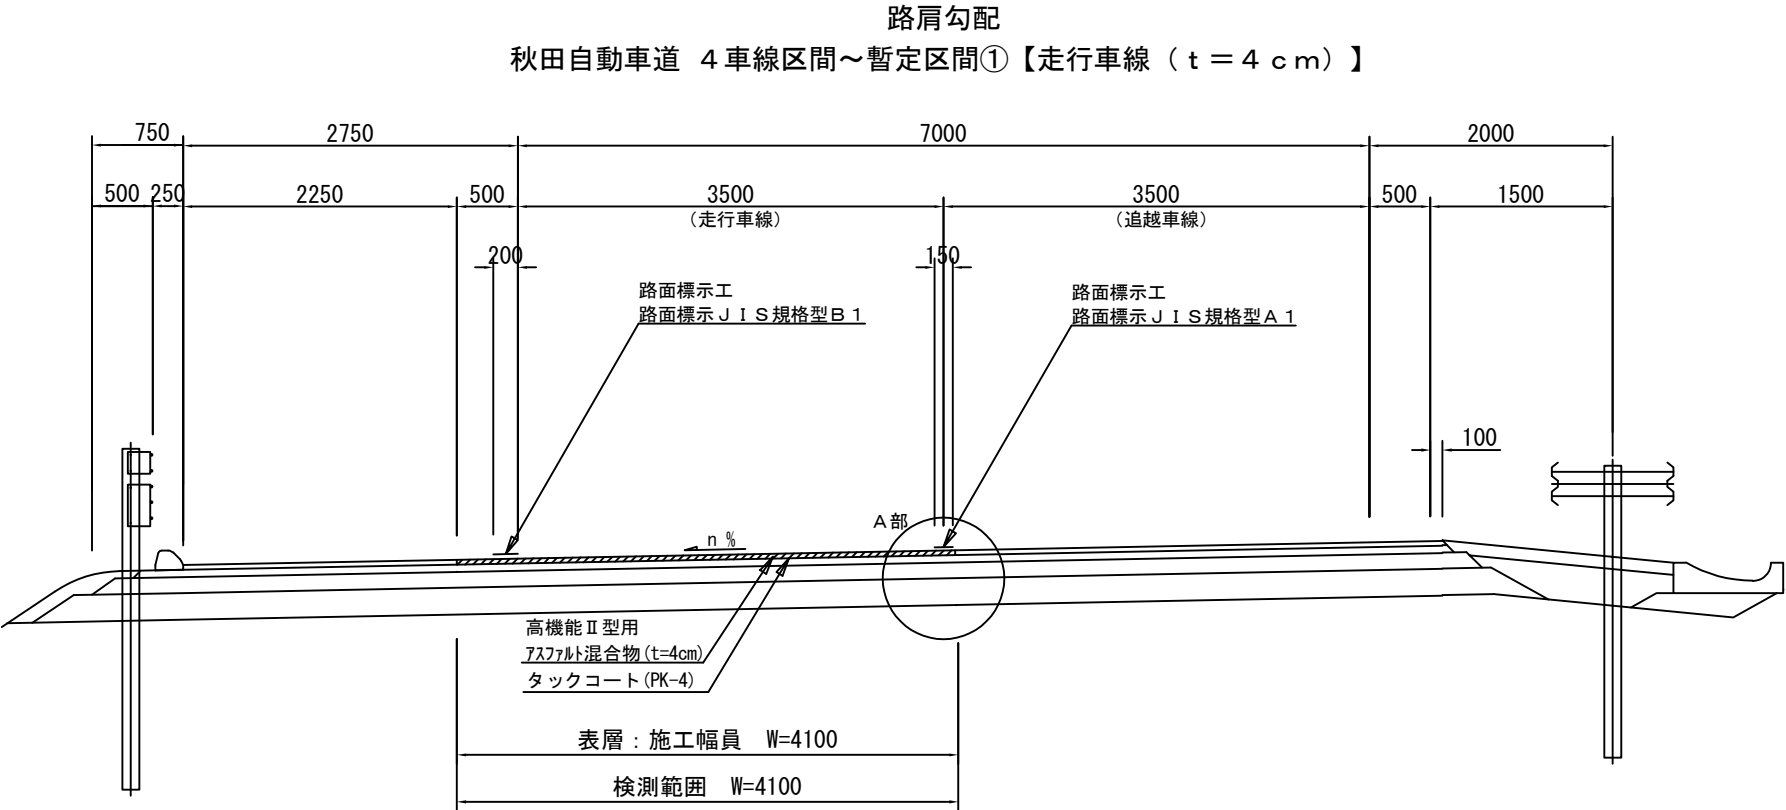 路肩勾配
秋田自動車道 ４車線区間～暫定区間①【走行車線（ｔ＝４ｃｍ）】
750 2750 7000 2000
500 250 2250 500 3500 3500 500 1500
（走行車線） （追越車線）
200 150
路面標示工
路面標示ＪＩＳ規格型Ｂ１
路面標示工
路面標示ＪＩＳ規格型Ａ１
100
Ａ部
n %
高機能Ⅱ型用
ｱｽﾌｧﾙﾄ混合物(t=4cm)
タックコート(PK-4)
表層：施工幅員 W=4100
検測範囲 W=4100